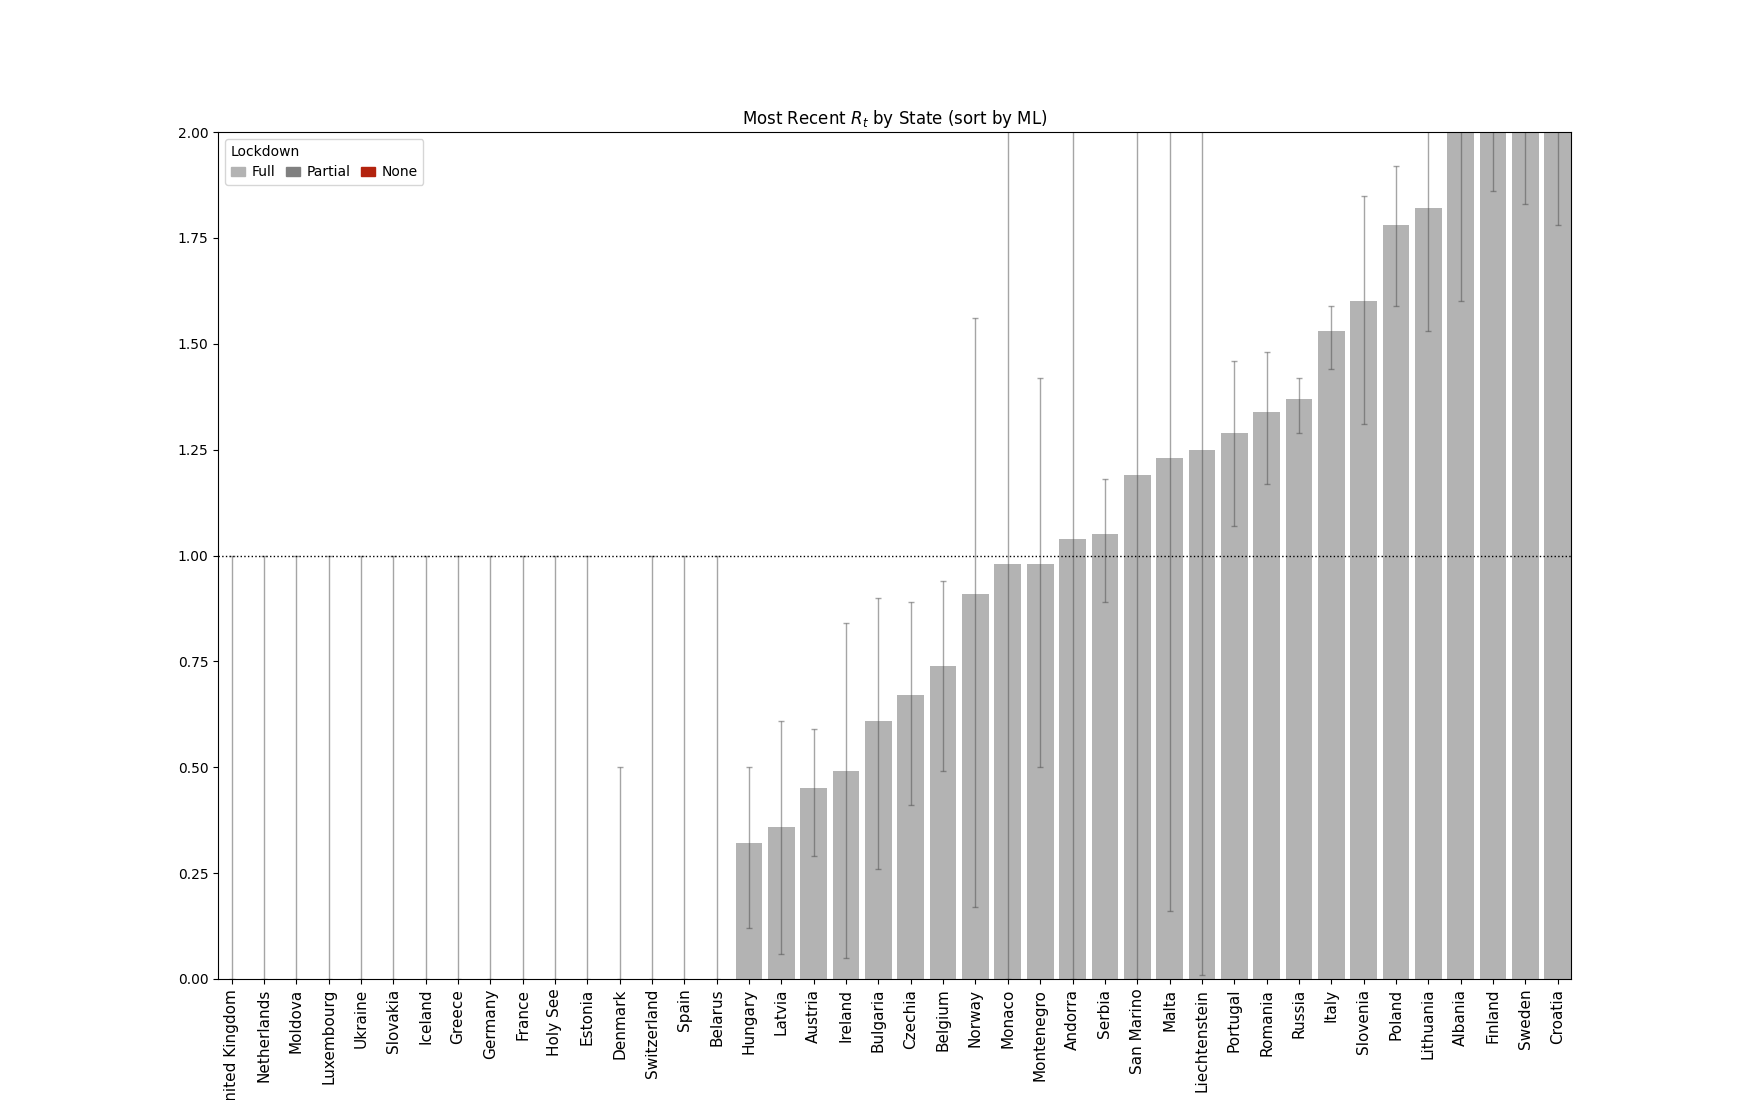 Most Recent Rt by State (sort by ML)
Lockdown
Full Partial None
2.00
1.75
1.50
1.25
1.00
0.75
0.50
0.25
0.00
nited Kingdom
Netherlands
Moldova
Luxembourg
Ukraine
Slovakia
Iceland
Greece
Germany
France
Holy See
Estonia
Denmark
Switzerland
Spain
Belarus
Hungary
Latvia
Austria
Ireland
Bulgaria
Czechia
Belgium
Norway
Monaco
Montenegro
Andorra
Serbia
San Marino
Malta
Liechtenstein
Portugal
Romania
Russia
Italy
Slovenia
Poland
Lithuania
Albania
Finland
Sweden
Croatia